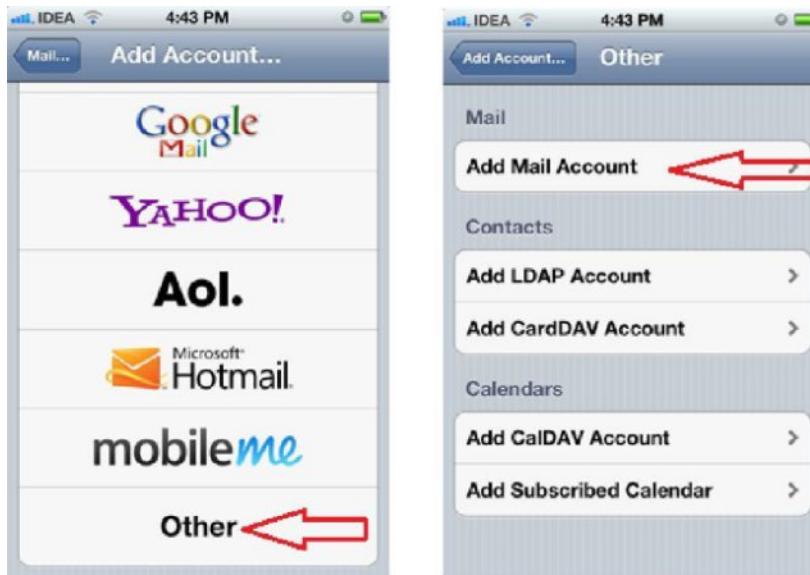 IDEA 4:43 PM
Mail... Add Account...
Google
Mail
YAHOO!
Aol.
Microsoft
Hotmail
mobileme
Other
IDEA 4:43 PM
Add Account... Other
Mail
Add Mail Account
Contacts
Add LDAP Account
Add CardDAV Account
Calendars
Add CalDAV Account
Add Subscribed Calendar